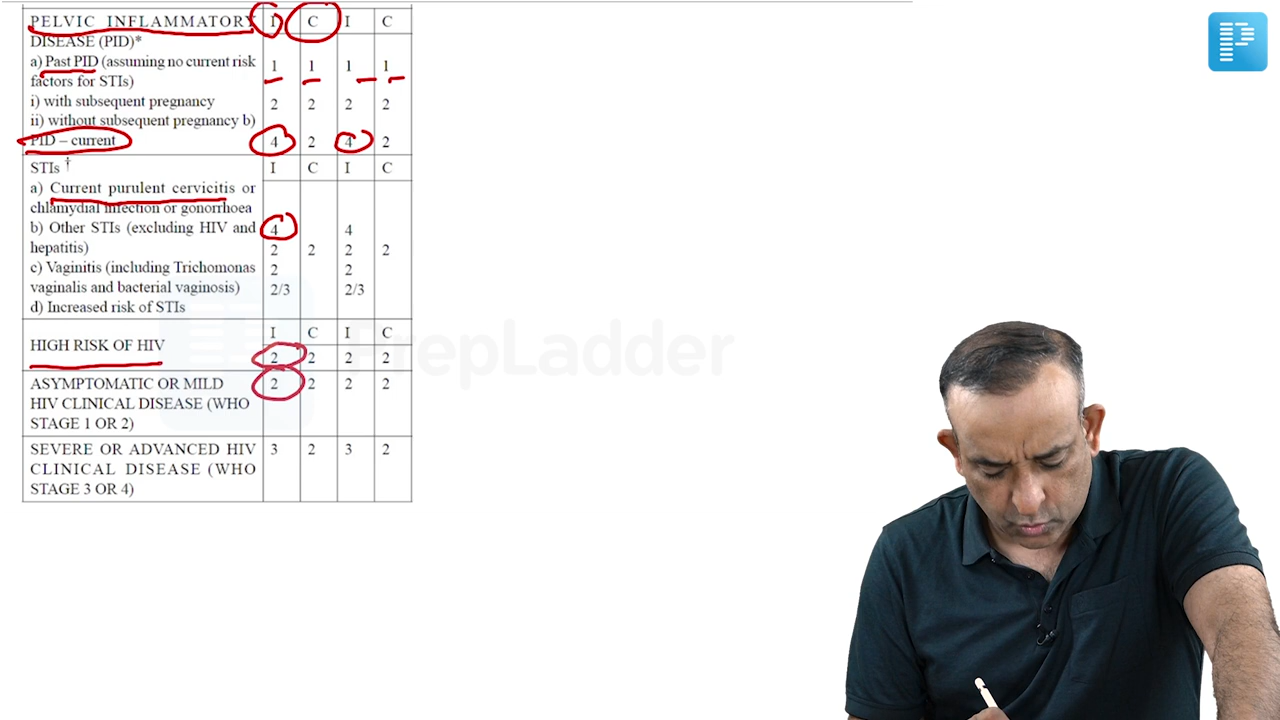 PELVIC INFLAMMATORY I C I C
DISEASE (PID)*
a) Past PID (assuming no current risk 1 1 1 1
factors for STIs)
i) with subsequent pregnancy 2 2 2 2
ii) without subsequent pregnancy b)
PID – current 4 2 4 2
STIs † I C I C
a) Current purulent cervicitis or
chlamydial infection or gonorrhoea
b) Other STIs (excluding HIV and 4 4
hepatitis) 2 2 2 2
c) Vaginitis (including Trichomonas 2 2
vaginalis and bacterial vaginosis) 2/3 2/3
d) Increased risk of STIs
I C I C
HIGH RISK OF HIV
2 2 2 2
ASYMPTOMATIC OR MILD 2 2 2 2
HIV CLINICAL DISEASE (WHO
STAGE 1 OR 2)
SEVERE OR ADVANCED HIV 3 2 3 2
CLINICAL DISEASE (WHO
STAGE 3 OR 4)
PrepLadder